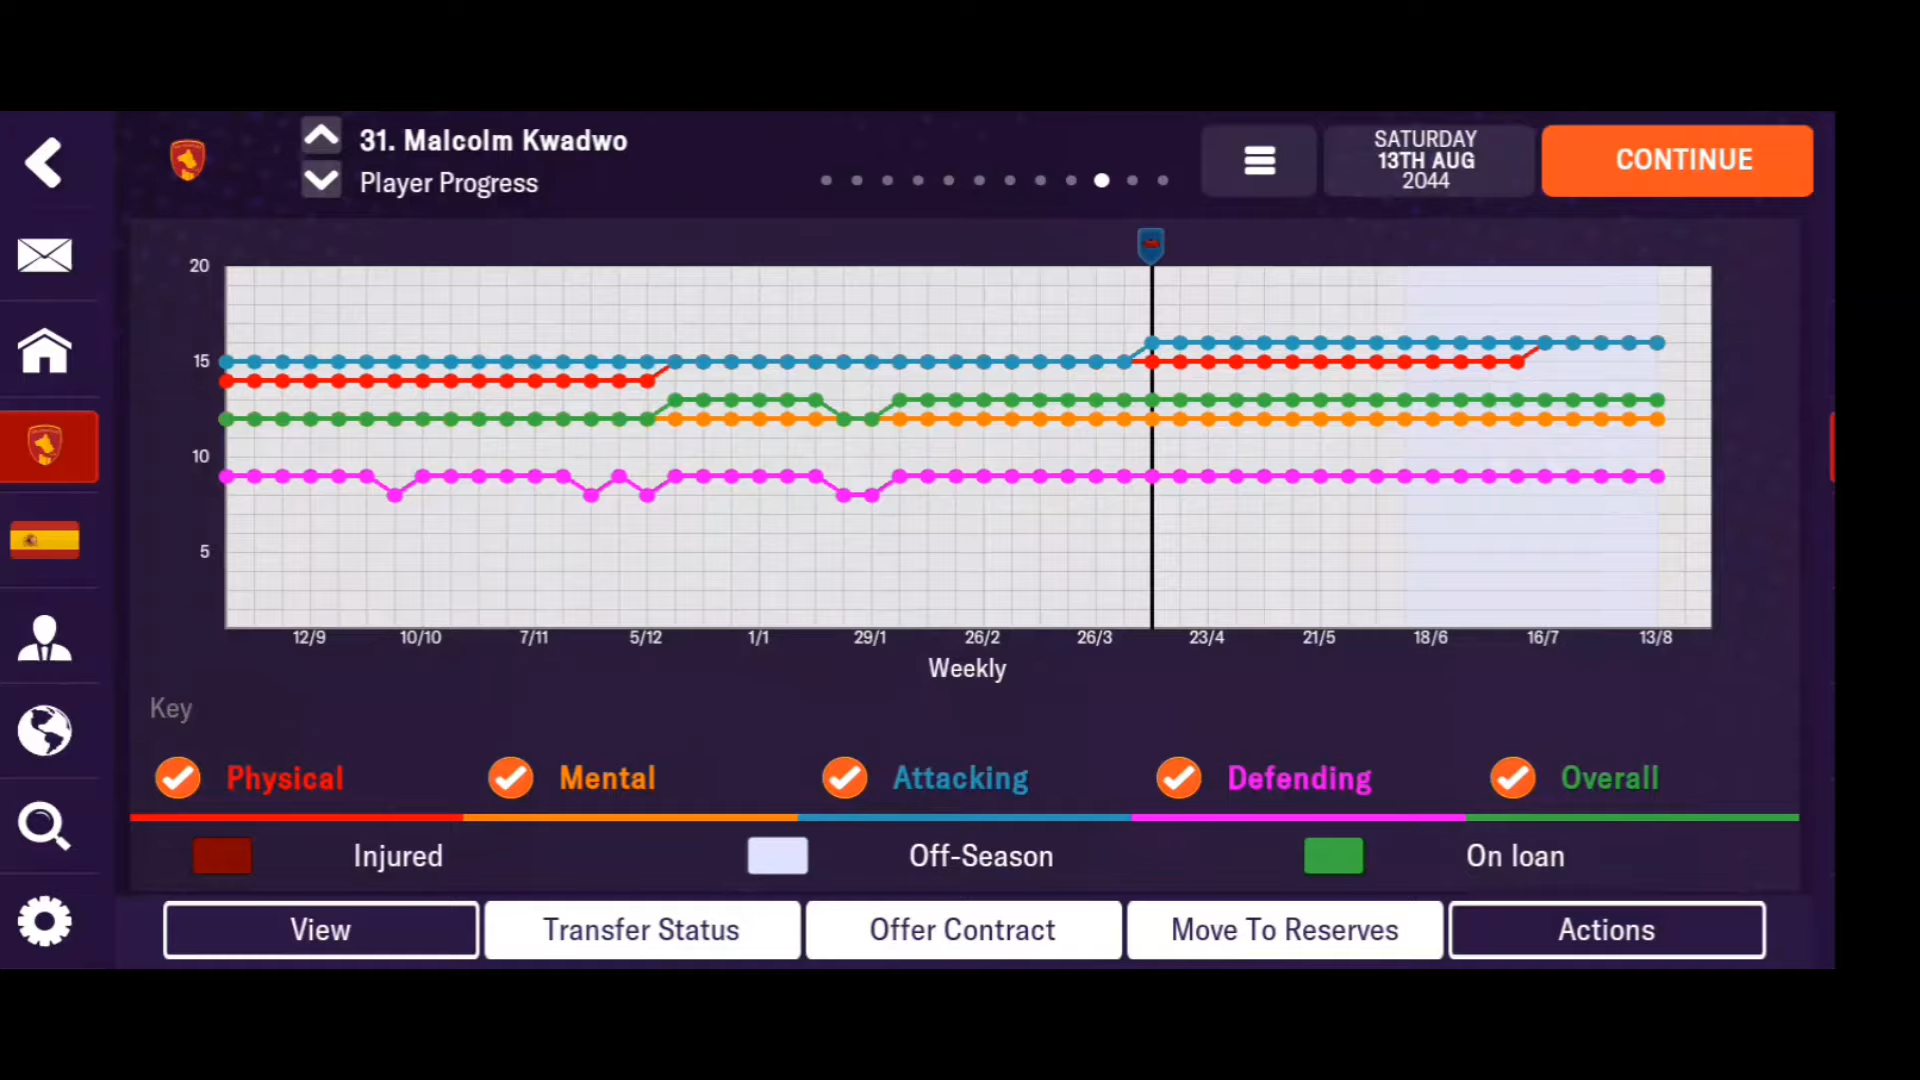 31. Malcolm Kwadwo
Player Progress
SATURDAY
13TH AUG
2044
CONTINUE
20
15
10
5
12/9 10/10 7/11 5/12 1/1 29/1 26/2 26/3 23/4 21/5 18/6 16/7 13/8
Weekly
Key
Physical Mental Attacking Defending Overall
Injured Off-Season On loan
View Transfer Status Offer Contract Move To Reserves Actions